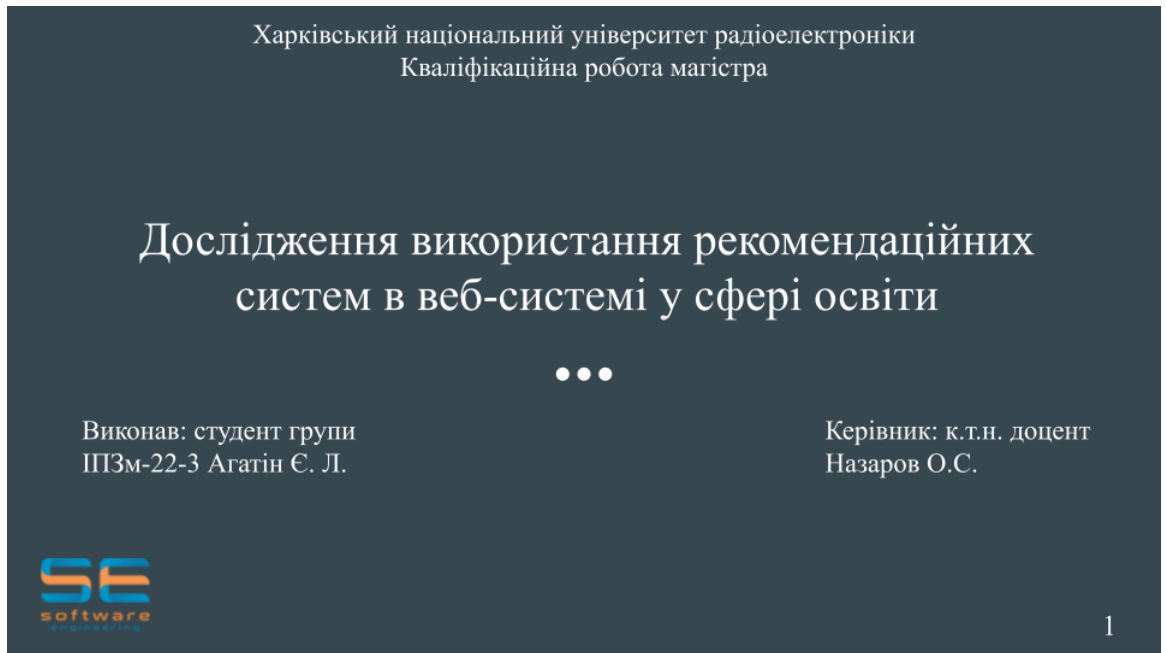 Харківський національний університет радіоелектроніки
Кваліфікаційна робота магістра
Дослідження використання рекомендаційних
систем в веб-системі у сфері освіти
•••
Виконав: студент групи
ІПЗм-22-3 Агатін Є. Л.
Керівник: к.т.н. доцент
Назаров О.С.
SE
software
engineering
1